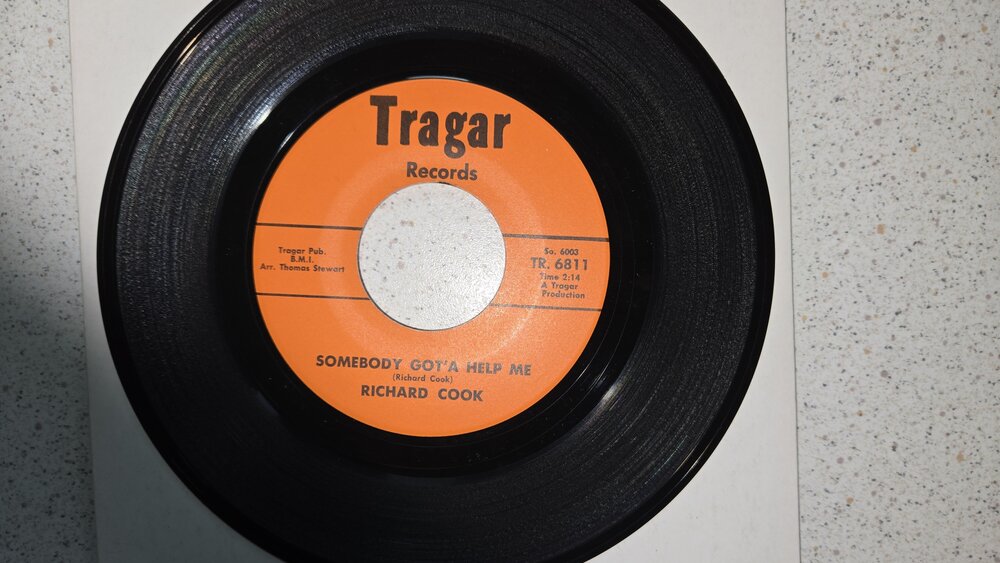 Tragar
Records
Tragar Pub.
B.M.I.
Arr. Thomas Stewart
So. 6003
TR. 6811
Time 2:14
A Tragar
Production
SOMEBODY GOT'A HELP ME
(Richard Cook)
RICHARD COOK